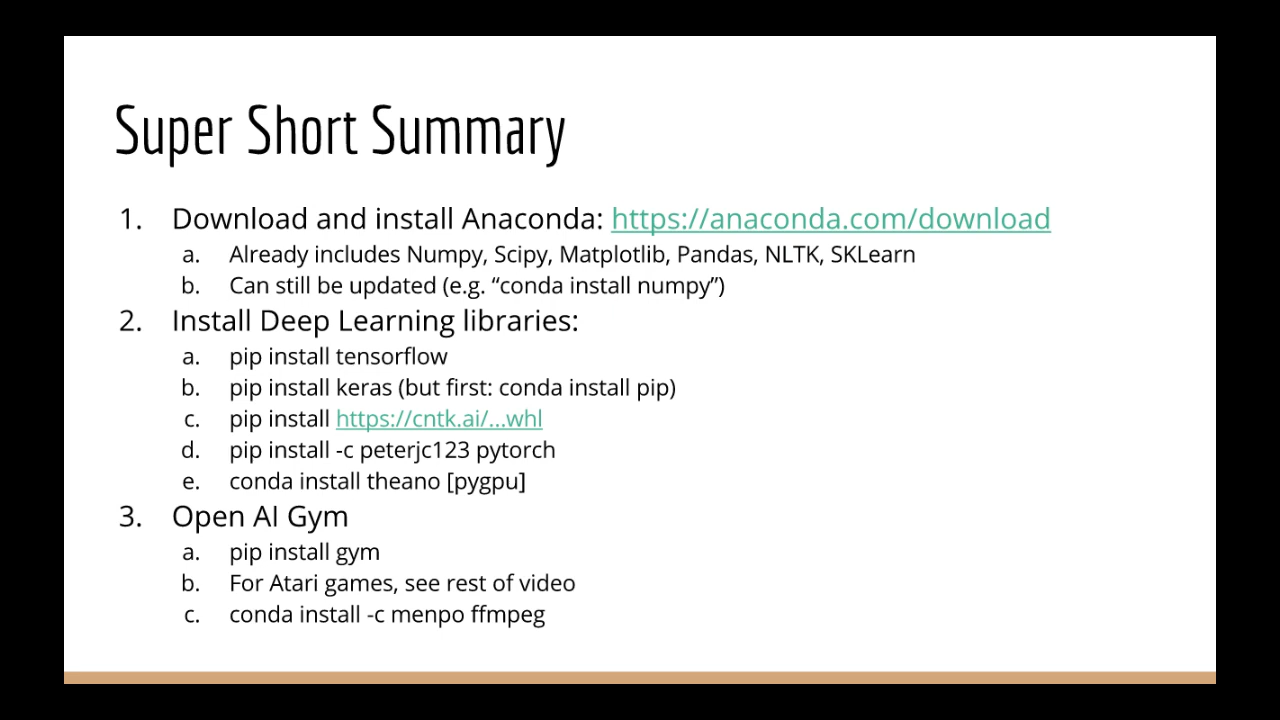 Super Short Summary
1. Download and install Anaconda: https://anaconda.com/download
a. Already includes Numpy, Scipy, Matplotlib, Pandas, NLTK, SKLearn
b. Can still be updated (e.g. “conda install numpy”)
2. Install Deep Learning libraries:
a. pip install tensorflow
b. pip install keras (but first: conda install pip)
c. pip install https://cntk.ai/...whl
d. pip install -c peterjc123 pytorch
e. conda install theano [pygpu]
3. Open AI Gym
a. pip install gym
b. For Atari games, see rest of video
c. conda install -c menpo ffmpeg